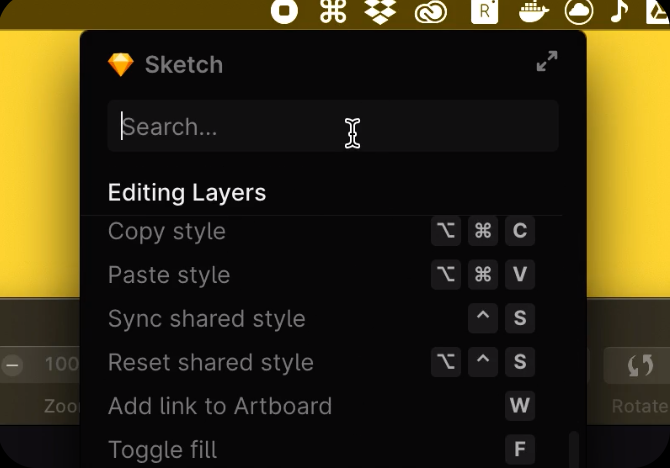 R
Sketch
Search...
Editing Layers
Copy style ⌥ ⌘ C
Paste style ⌥ ⌘ V
Sync shared style ^ S
100
Reset shared style ⌥ ^ S
Zoo
Add link to Artboard W
Rotate
Toggle fill F